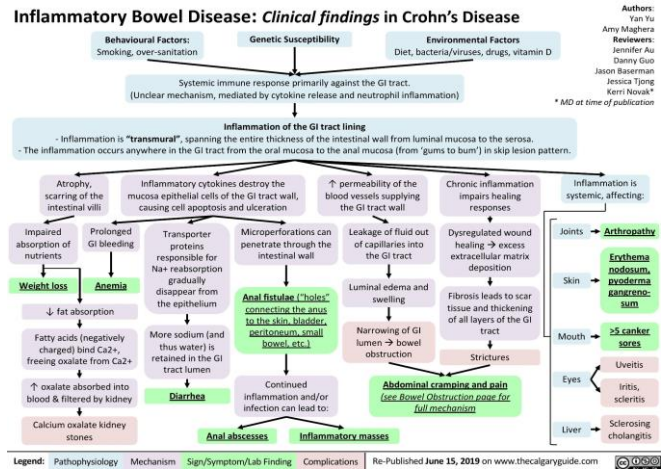 Inflammatory Bowel Disease: Clinical findings in Crohn's Disease
Authors:
Yan Yu
Amy Maghera
Reviewers:
Jennifer Au
Danny Guo
Jason Baserman
Jessica Tjong
Kerri Novak*
* MD at time of publication
Behavioural Factors:
Smoking, over-sanitation
Genetic Susceptibility
Environmental Factors
Diet, bacteria/viruses, drugs, vitamin D
Systemic immune response primarily against the GI tract.
(Unclear mechanism, mediated by cytokine release and neutrophil inflammation)
Inflammation of the GI tract lining
- Inflammation is "transmural", spanning the entire thickness of the intestinal wall from luminal mucosa to the serosa.
- The inflammation occurs anywhere in the GI tract from the oral mucosa to the anal mucosa (from 'gums to bum') in skip lesion pattern.
Atrophy,
scarring of the
intestinal villi
Inflammatory cytokines destroy the
mucosa epithelial cells of the GI tract wall,
causing cell apoptosis and ulceration
↑ permeability of the
blood vessels supplying
the GI tract wall
Chronic inflammation
impairs healing
responses
Inflammation is
systemic, affecting:
Impaired
absorption of
nutrients
Weight loss
↓ fat absorption
Fatty acids (negatively
charged) bind Ca2+,
freeing oxalate from Ca2+
↑ oxalate absorbed into
blood & filtered by kidney
Calcium oxalate kidney
stones
Prolonged
GI bleeding
Anemia
Transporter
proteins
responsible for
Na+ reabsorption
gradually
disappear from
the epithelium
More sodium (and
thus water) is
retained in the GI
tract lumen
Diarrhea
Microperforations can
penetrate through the
intestinal wall
Anal fistulae ("holes"
connecting the anus
to the skin, bladder,
peritoneum, small
bowel, etc.)
Continued
inflammation and/or
infection can lead to:
Anal abscesses
Inflammatory masses
Leakage of fluid out
of capillaries into
the GI tract
Luminal edema and
swelling
Narrowing of GI
lumen → bowel
obstruction
Dysregulated wound
healing → excess
extracellular matrix
deposition
Fibrosis leads to scar
tissue and thickening
of all layers of the GI
tract
Strictures
Abdominal cramping and pain
(see Bowel Obstruction page for
full mechanism
Joints
Arthropathy
Skin
Erythema
nodosum,
pyoderma
gangreno-
sum
Mouth
>5 canker
sores
Eyes
Uveitis
Iritis,
scleritis
Liver
Sclerosing
cholangitis
Legend: Pathophysiology Mechanism Sign/Symptom/Lab Finding Complications Re-Published June 15, 2019 on www.thecalgaryguide.com